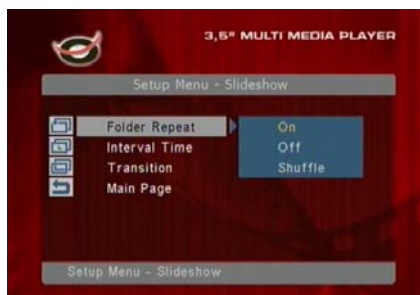 3,5" MULTI MEDIA PLAYER
Setup Menu - Slideshow
Folder Repeat On
Interval Time Off
Transition Shuffle
Main Page
Setup Menu - Slideshow